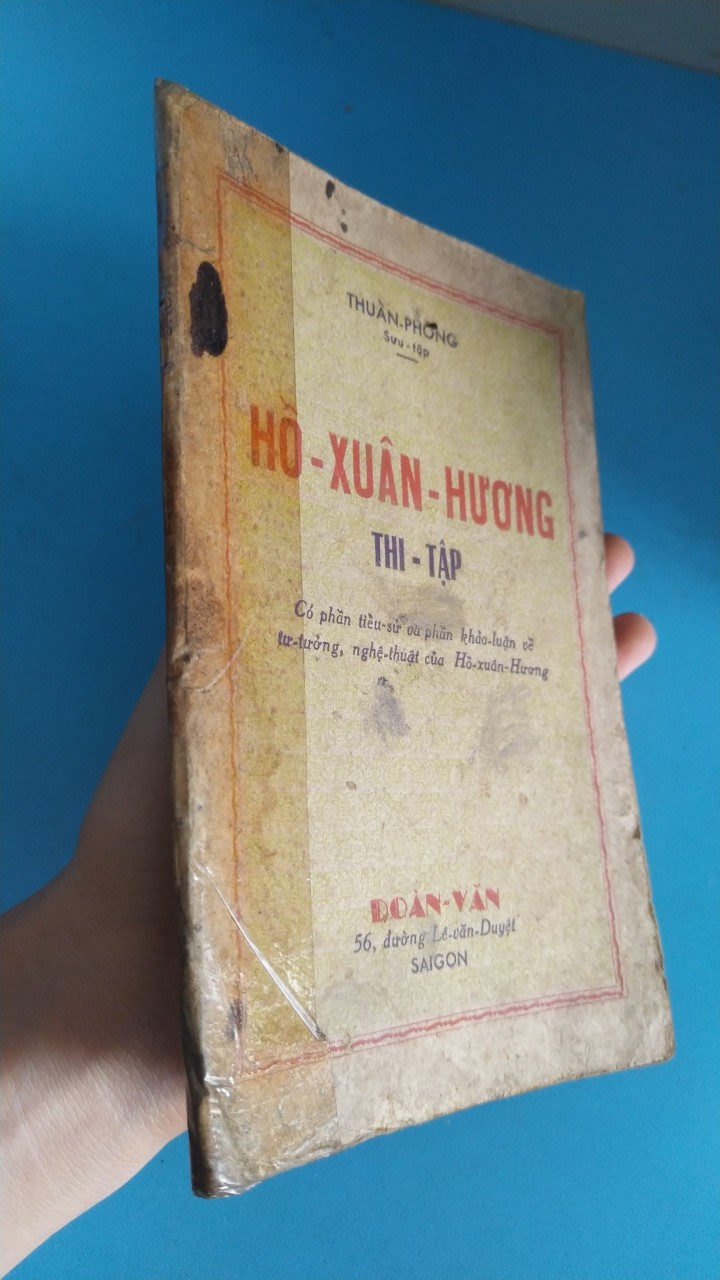 THUẦN-PHONG
Sưu-tập
HỒ-XUÂN-HƯƠNG
THI-TẬP
Có phần tiểu-sử và phần khảo-luận về
tư-tưởng, nghệ-thuật của Hồ-xuân-Hương
ĐOÀN-VĂN
56, đường Lê-văn-Duyệt
SAIGON